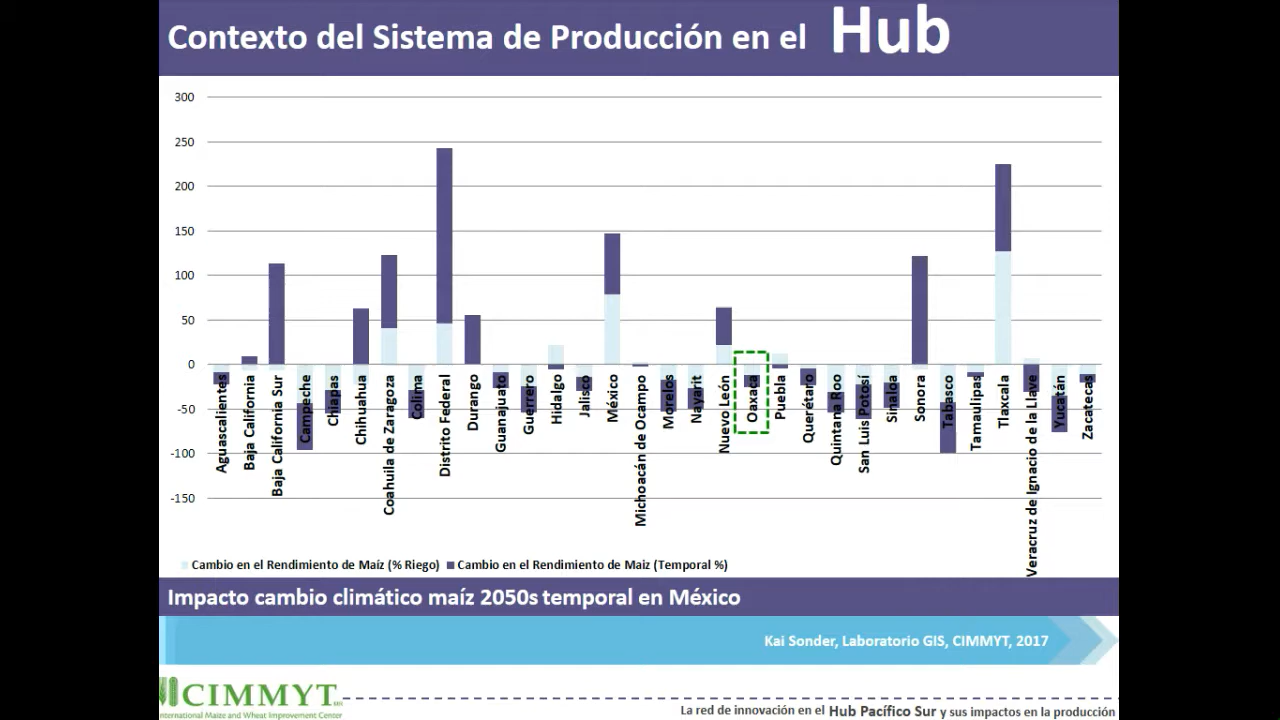 Contexto del Sistema de Producción en el Hub
300
250
200
150
100
50
0
-50
-100
-150
Aguascalientes
Baja California
Baja California Sur
Campeche
Chiapas
Chihuahua
Coahuila de Zaragoza
Colima
Distrito Federal
Durango
Guanajuato
Guerrero
Hidalgo
Jalisco
México
Michoacán de Ocampo
Morelos
Nayarit
Nuevo León
Oaxaca
Puebla
Querétaro
Quintana Roo
San Luis Potosí
Sinaloa
Sonora
Tabasco
Tamaulipas
Tlaxcala
Veracruz de Ignacio de la Llave
Yucatán
Zacatecas
Cambio en el Rendimiento de Maíz (% Riego) Cambio en el Rendimiento de Maiz (Temporal %)
Impacto cambio climático maíz 2050s temporal en México
Kai Sonder, Laboratorio GIS, CIMMYT, 2017
CIMMYT
International Maize and Wheat Improvement Center
La red de innovación en el Hub Pacífico Sur y sus impactos en la producción